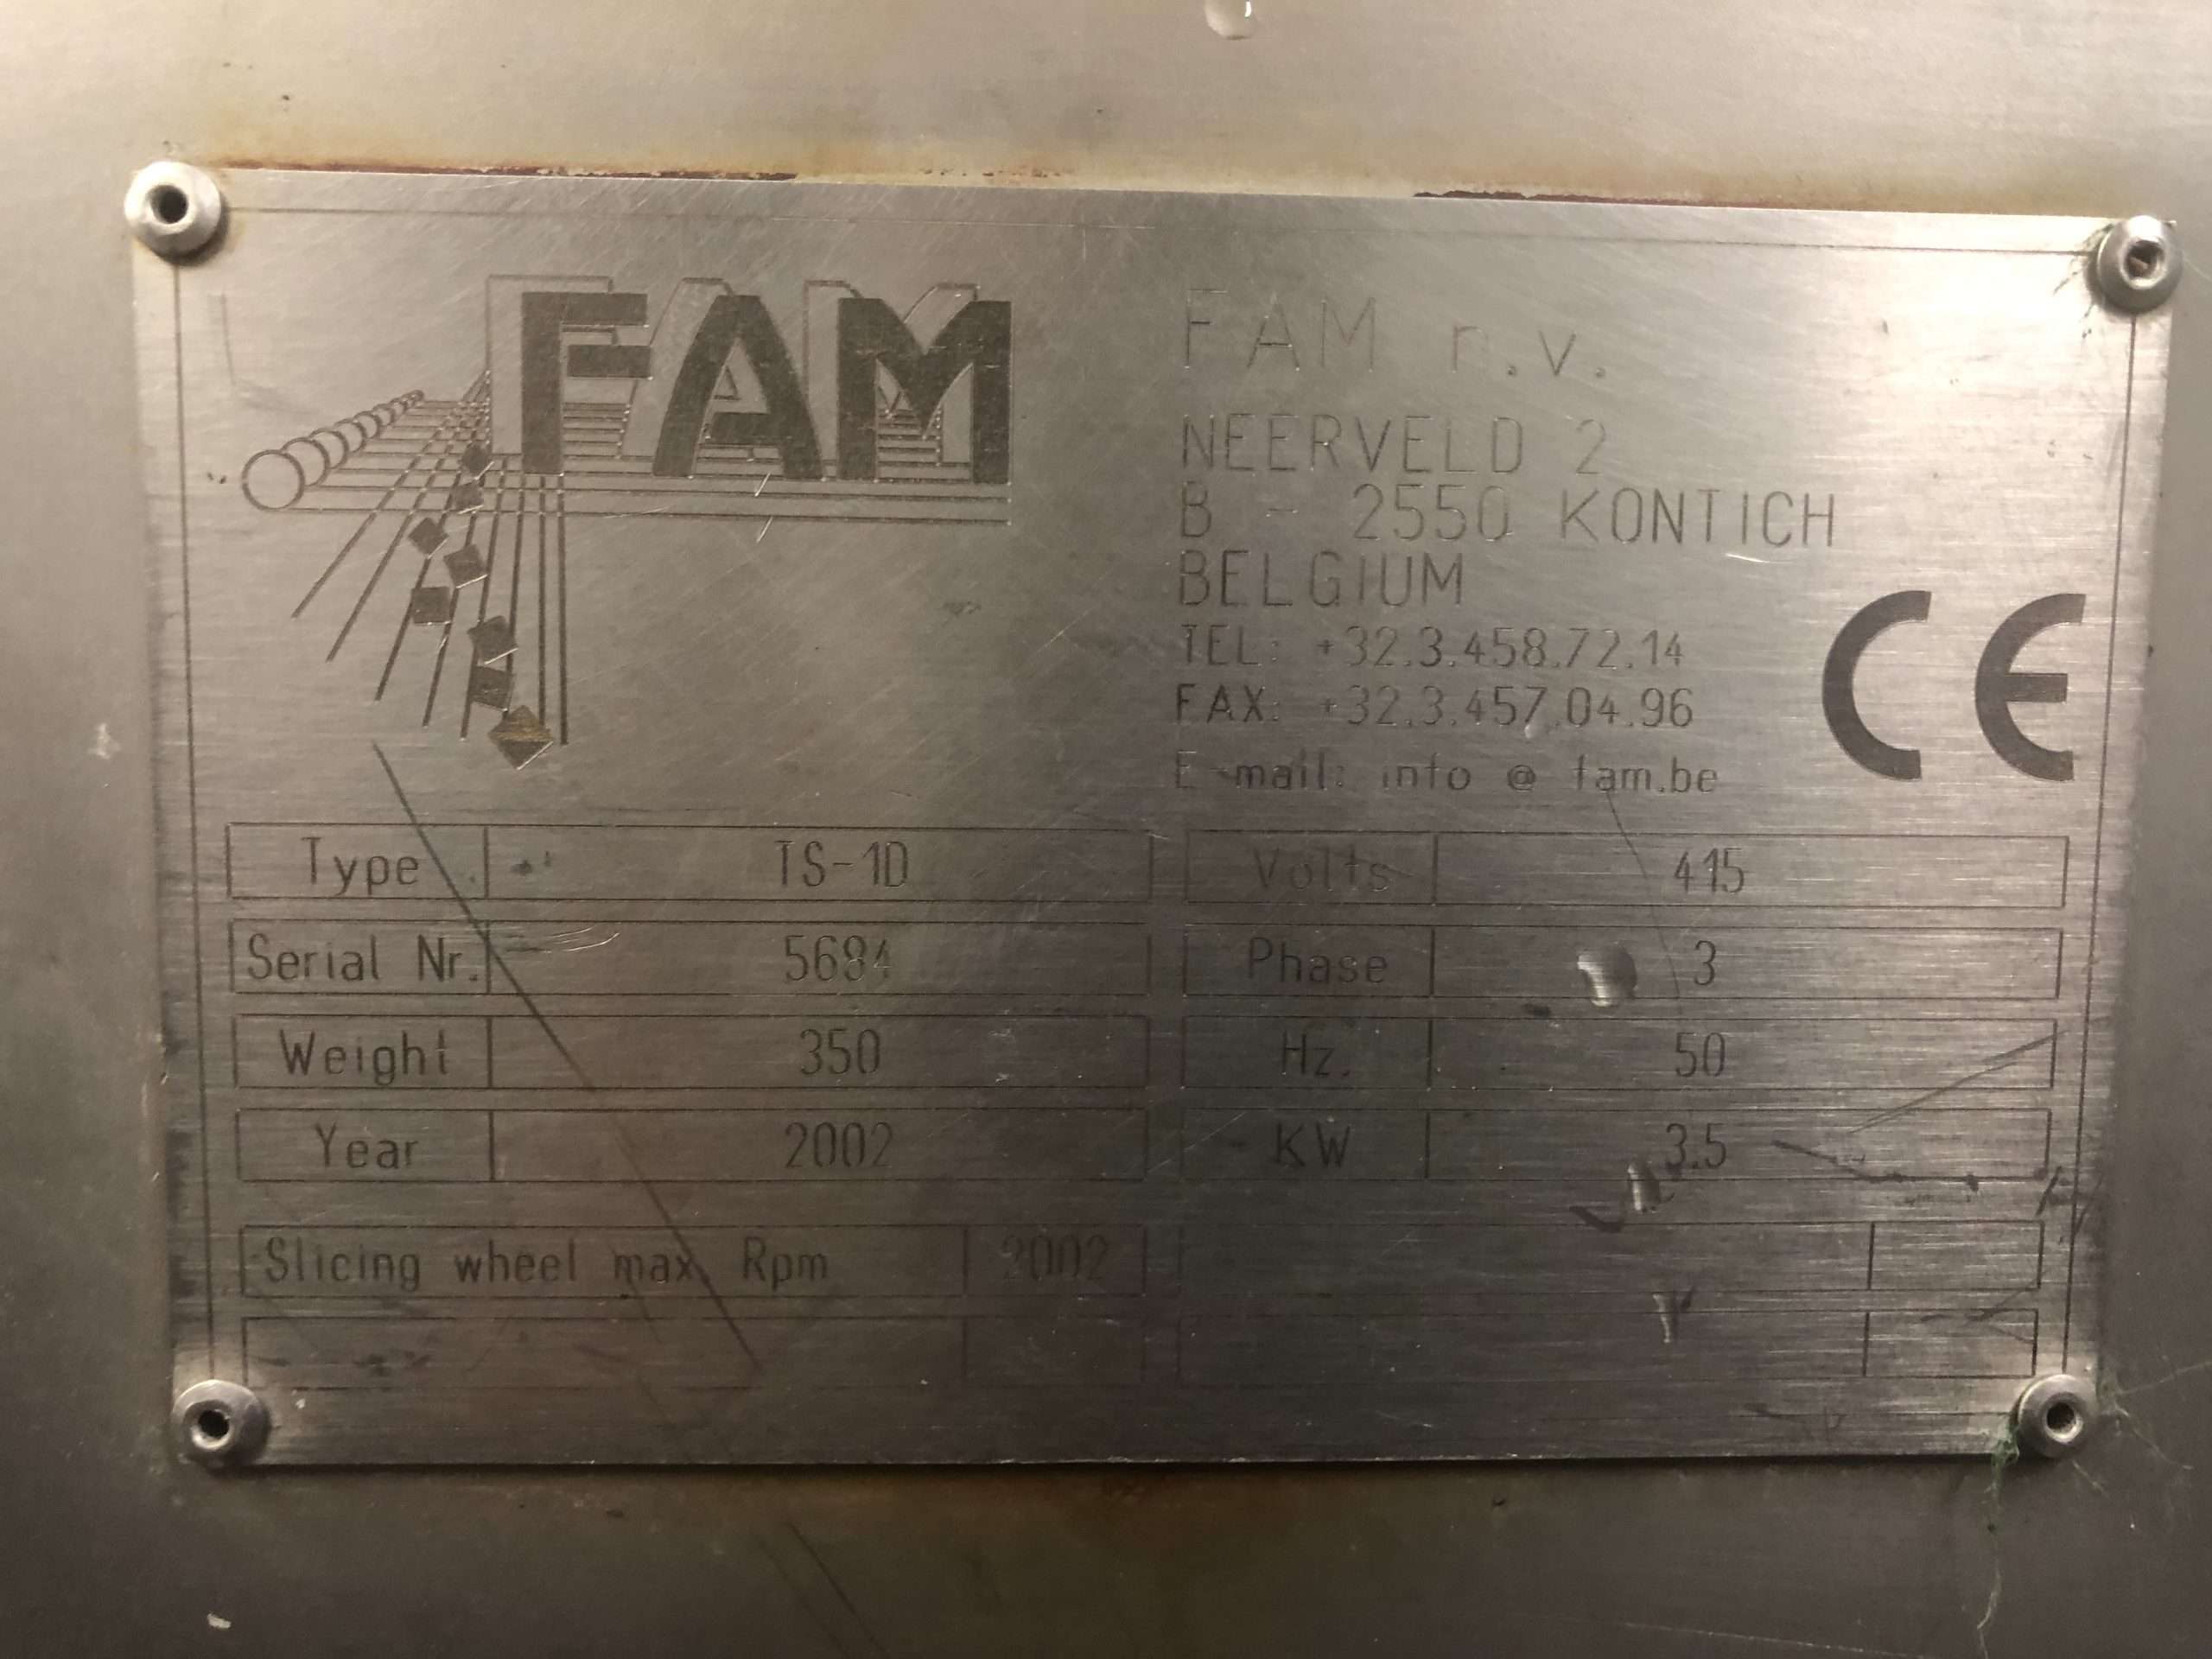 FAM
FAM n.v.
NEERVELD 2
B - 2550 KONTICH
BELGIUM
TEL: +32.3.458.72.14
FAX: +32.3.457.04.96
E-mail: info @ fam.be
CE
Type TS-1D
Volts 415
Serial Nr.
Phase 3
Weight 350
Hz. 50
Year 2002
KW 3.5
Slicing wheel max. Rpm 2002